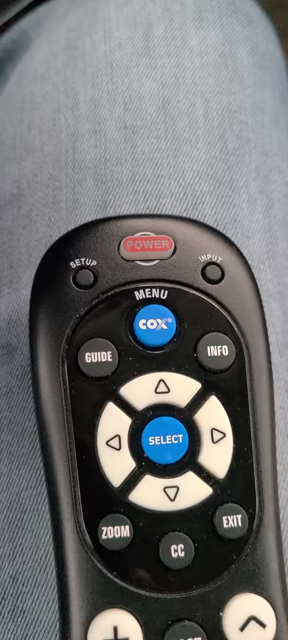 POWER
SETUP
INPUT
MENU
COX
GUIDE
INFO
SELECT
ZOOM
EXIT
CC